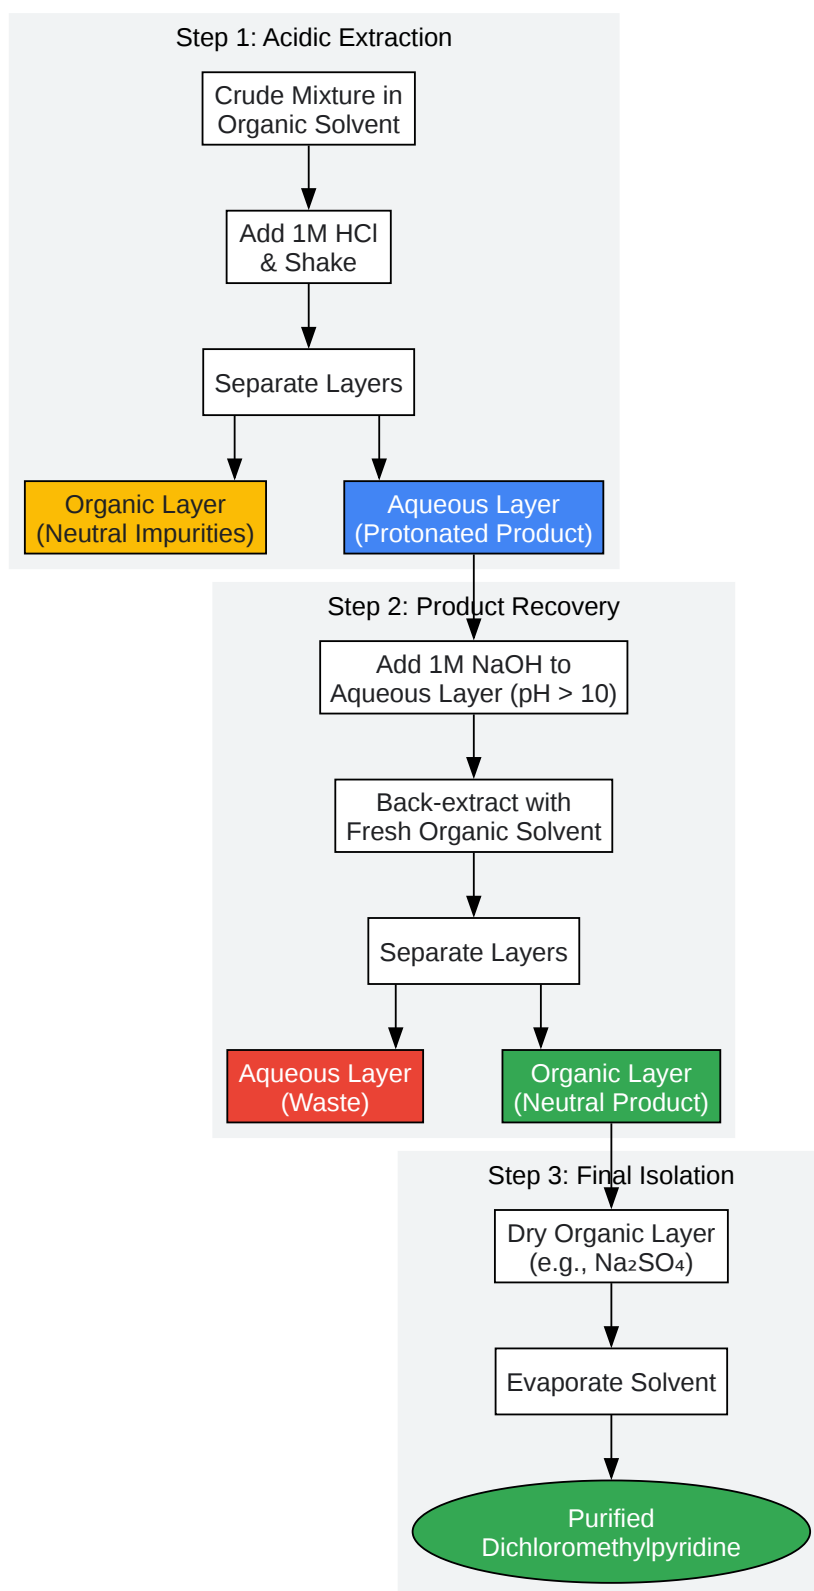 Step 1: Acidic Extraction
Crude Mixture in
Organic Solvent
Add 1M HCl
& Shake
Separate Layers
Organic Layer
(Neutral Impurities)
Aqueous Layer
(Protonated Product)
Step 2: Product Recovery
Add 1M NaOH to
Aqueous Layer (pH > 10)
Back-extract with
Fresh Organic Solvent
Separate Layers
Aqueous Layer
(Waste)
Organic Layer
(Neutral Product)
Step 3: Final Isolation
Dry Organic Layer
(e.g., Na₂SO₄)
Evaporate Solvent
Purified
Dichloromethylpyridine